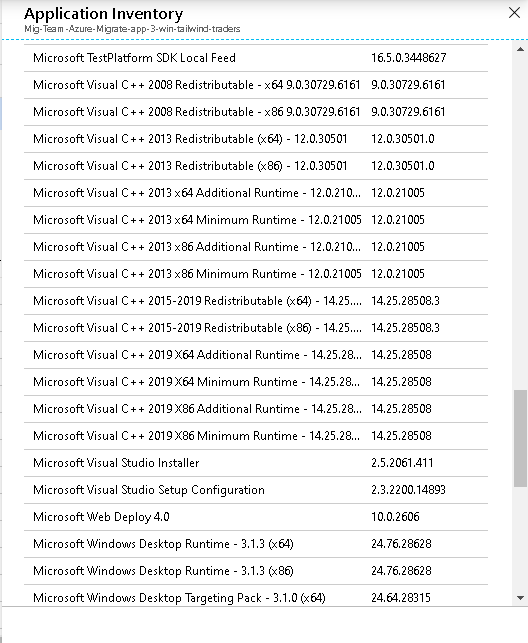 Application Inventory
Mig-Team-Azure-Migrate-app-3-win-tailwind-traders
Microsoft TestPlatform SDK Local Feed 16.5.0.3448627
Microsoft Visual C++ 2008 Redistributable - x64 9.0.30729.6161 9.0.30729.6161
Microsoft Visual C++ 2008 Redistributable - x86 9.0.30729.6161 9.0.30729.6161
Microsoft Visual C++ 2013 Redistributable (x64) - 12.0.30501 12.0.30501.0
Microsoft Visual C++ 2013 Redistributable (x86) - 12.0.30501 12.0.30501.0
Microsoft Visual C++ 2013 x64 Additional Runtime - 12.0.210... 12.0.21005
Microsoft Visual C++ 2013 x64 Minimum Runtime - 12.0.21005 12.0.21005
Microsoft Visual C++ 2013 x86 Additional Runtime - 12.0.210... 12.0.21005
Microsoft Visual C++ 2013 x86 Minimum Runtime - 12.0.21005 12.0.21005
Microsoft Visual C++ 2015-2019 Redistributable (x64) - 14.25.... 14.25.28508.3
Microsoft Visual C++ 2015-2019 Redistributable (x86) - 14.25.... 14.25.28508.3
Microsoft Visual C++ 2019 X64 Additional Runtime - 14.25.28... 14.25.28508
Microsoft Visual C++ 2019 X64 Minimum Runtime - 14.25.28... 14.25.28508
Microsoft Visual C++ 2019 X86 Additional Runtime - 14.25.28... 14.25.28508
Microsoft Visual C++ 2019 X86 Minimum Runtime - 14.25.28... 14.25.28508
Microsoft Visual Studio Installer 2.5.2061.411
Microsoft Visual Studio Setup Configuration 2.3.2200.14893
Microsoft Web Deploy 4.0 10.0.2606
Microsoft Windows Desktop Runtime - 3.1.3 (x64) 24.76.28628
Microsoft Windows Desktop Runtime - 3.1.3 (x86) 24.76.28628
Microsoft Windows Desktop Targeting Pack - 3.1.0 (x64) 24.64.28315